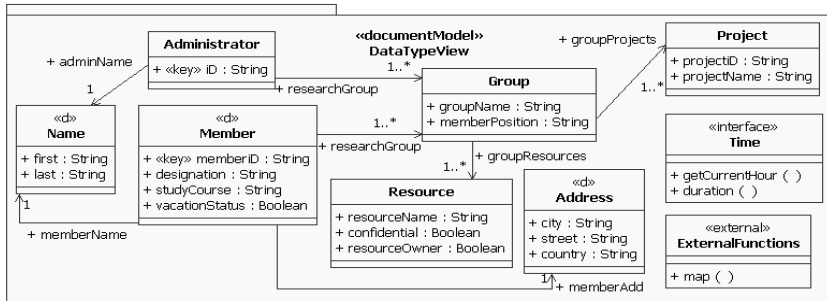 «documentModel»
DataTypeView
Administrator
+ «key» iD : String
+ adminName
1
+ researchGroup
1..*
Group
+ groupName : String
+ memberPosition : String
+ groupProjects
1..*
Project
+ projectiD : String
+ projectName : String
«d»
Name
+ first : String
+ last : String
1
+ memberName
«d»
Member
+ «key» memberiD : String
+ designation : String
+ studyCourse : String
+ vacationStatus : Boolean
1..*
+ researchGroup
+ groupResources
1..*
Resource
+ resourceName : String
+ confidential : Boolean
+ resourceOwner : Boolean
«d»
Address
+ city : String
+ street : String
+ country : String
1
+ memberAdd
«interface»
Time
+ getCurrentHour ( )
+ duration ( )
«external»
ExternalFunctions
+ map ( )